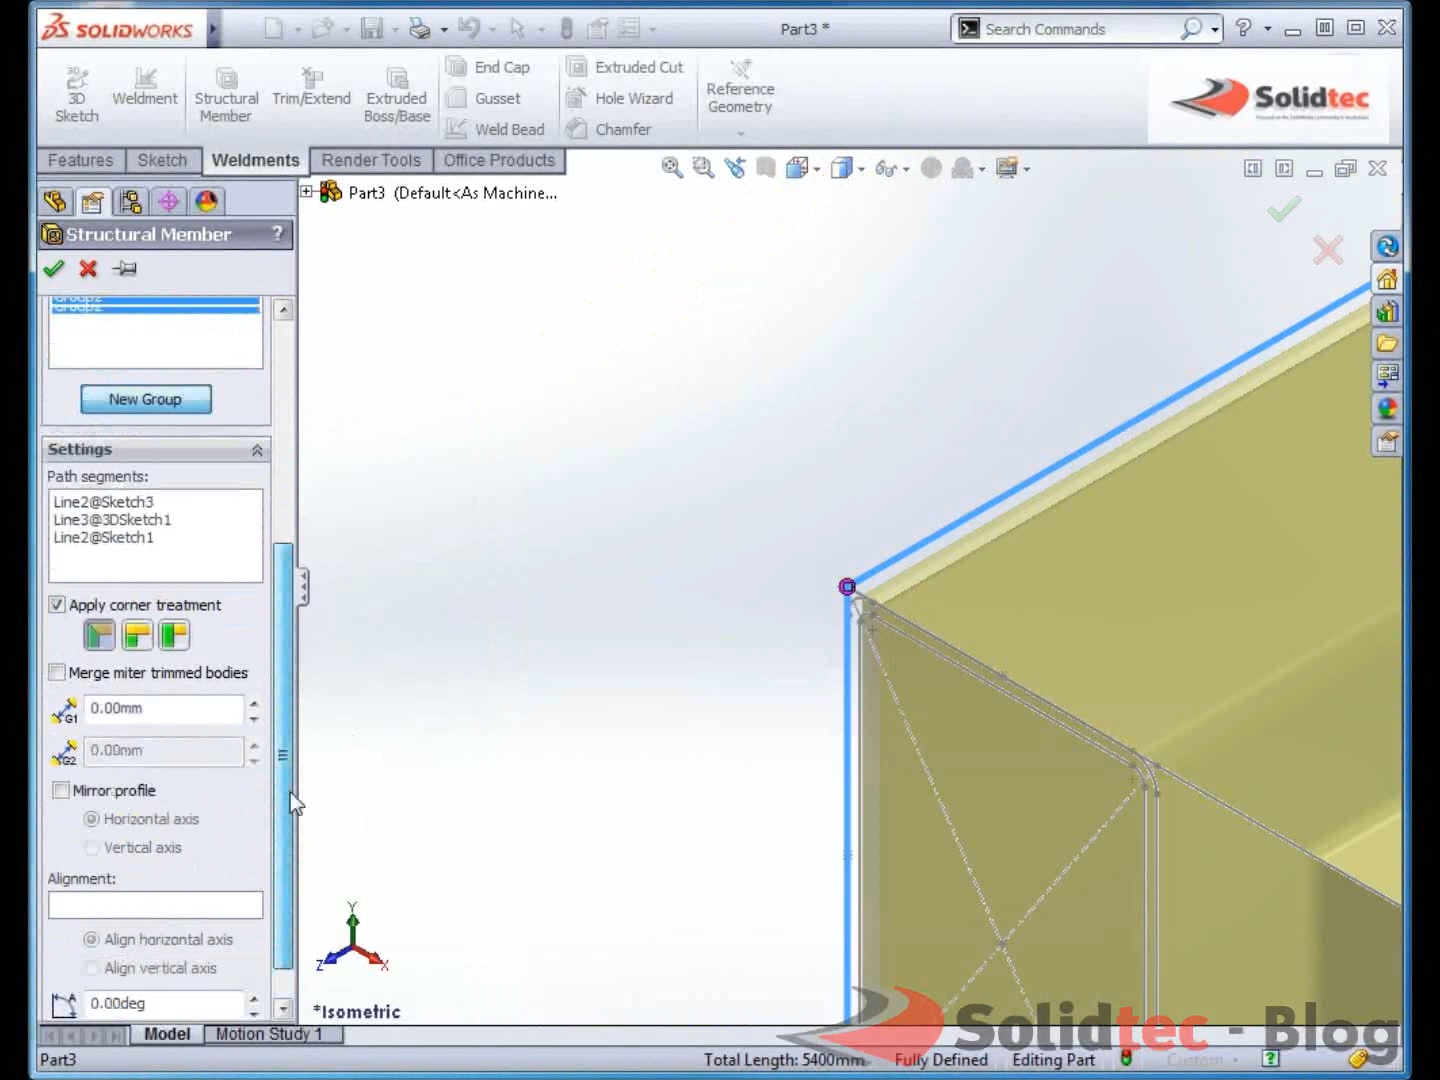 SOLIDWORKS
Part3 *
Search Commands
?
3D Sketch
Weldment
Structural Member
Trim/Extend
Extruded Boss/Base
End Cap
Gusset
Weld Bead
Extruded Cut
Hole Wizard
Chamfer
Reference Geometry
Solidtec
Features
Sketch
Weldments
Render Tools
Office Products
Part3 (Default<As Machine...
Structural Member
?
Group2
New Group
Settings
Path segments:
Line2@Sketch3
Line3@3DSketch1
Line2@Sketch1
Apply corner treatment
Merge miter trimmed bodies
G1
0.00mm
G2
0.00mm
Mirror profile
Horizontal axis
Vertical axis
Alignment:
Align horizontal axis
Align vertical axis
0.00deg
Y
Z
X
*Isometric
Solidtec - Blog
Model
Motion Study 1
Part3
Total Length: 5400mm
Fully Defined
Editing Part
Custom
?